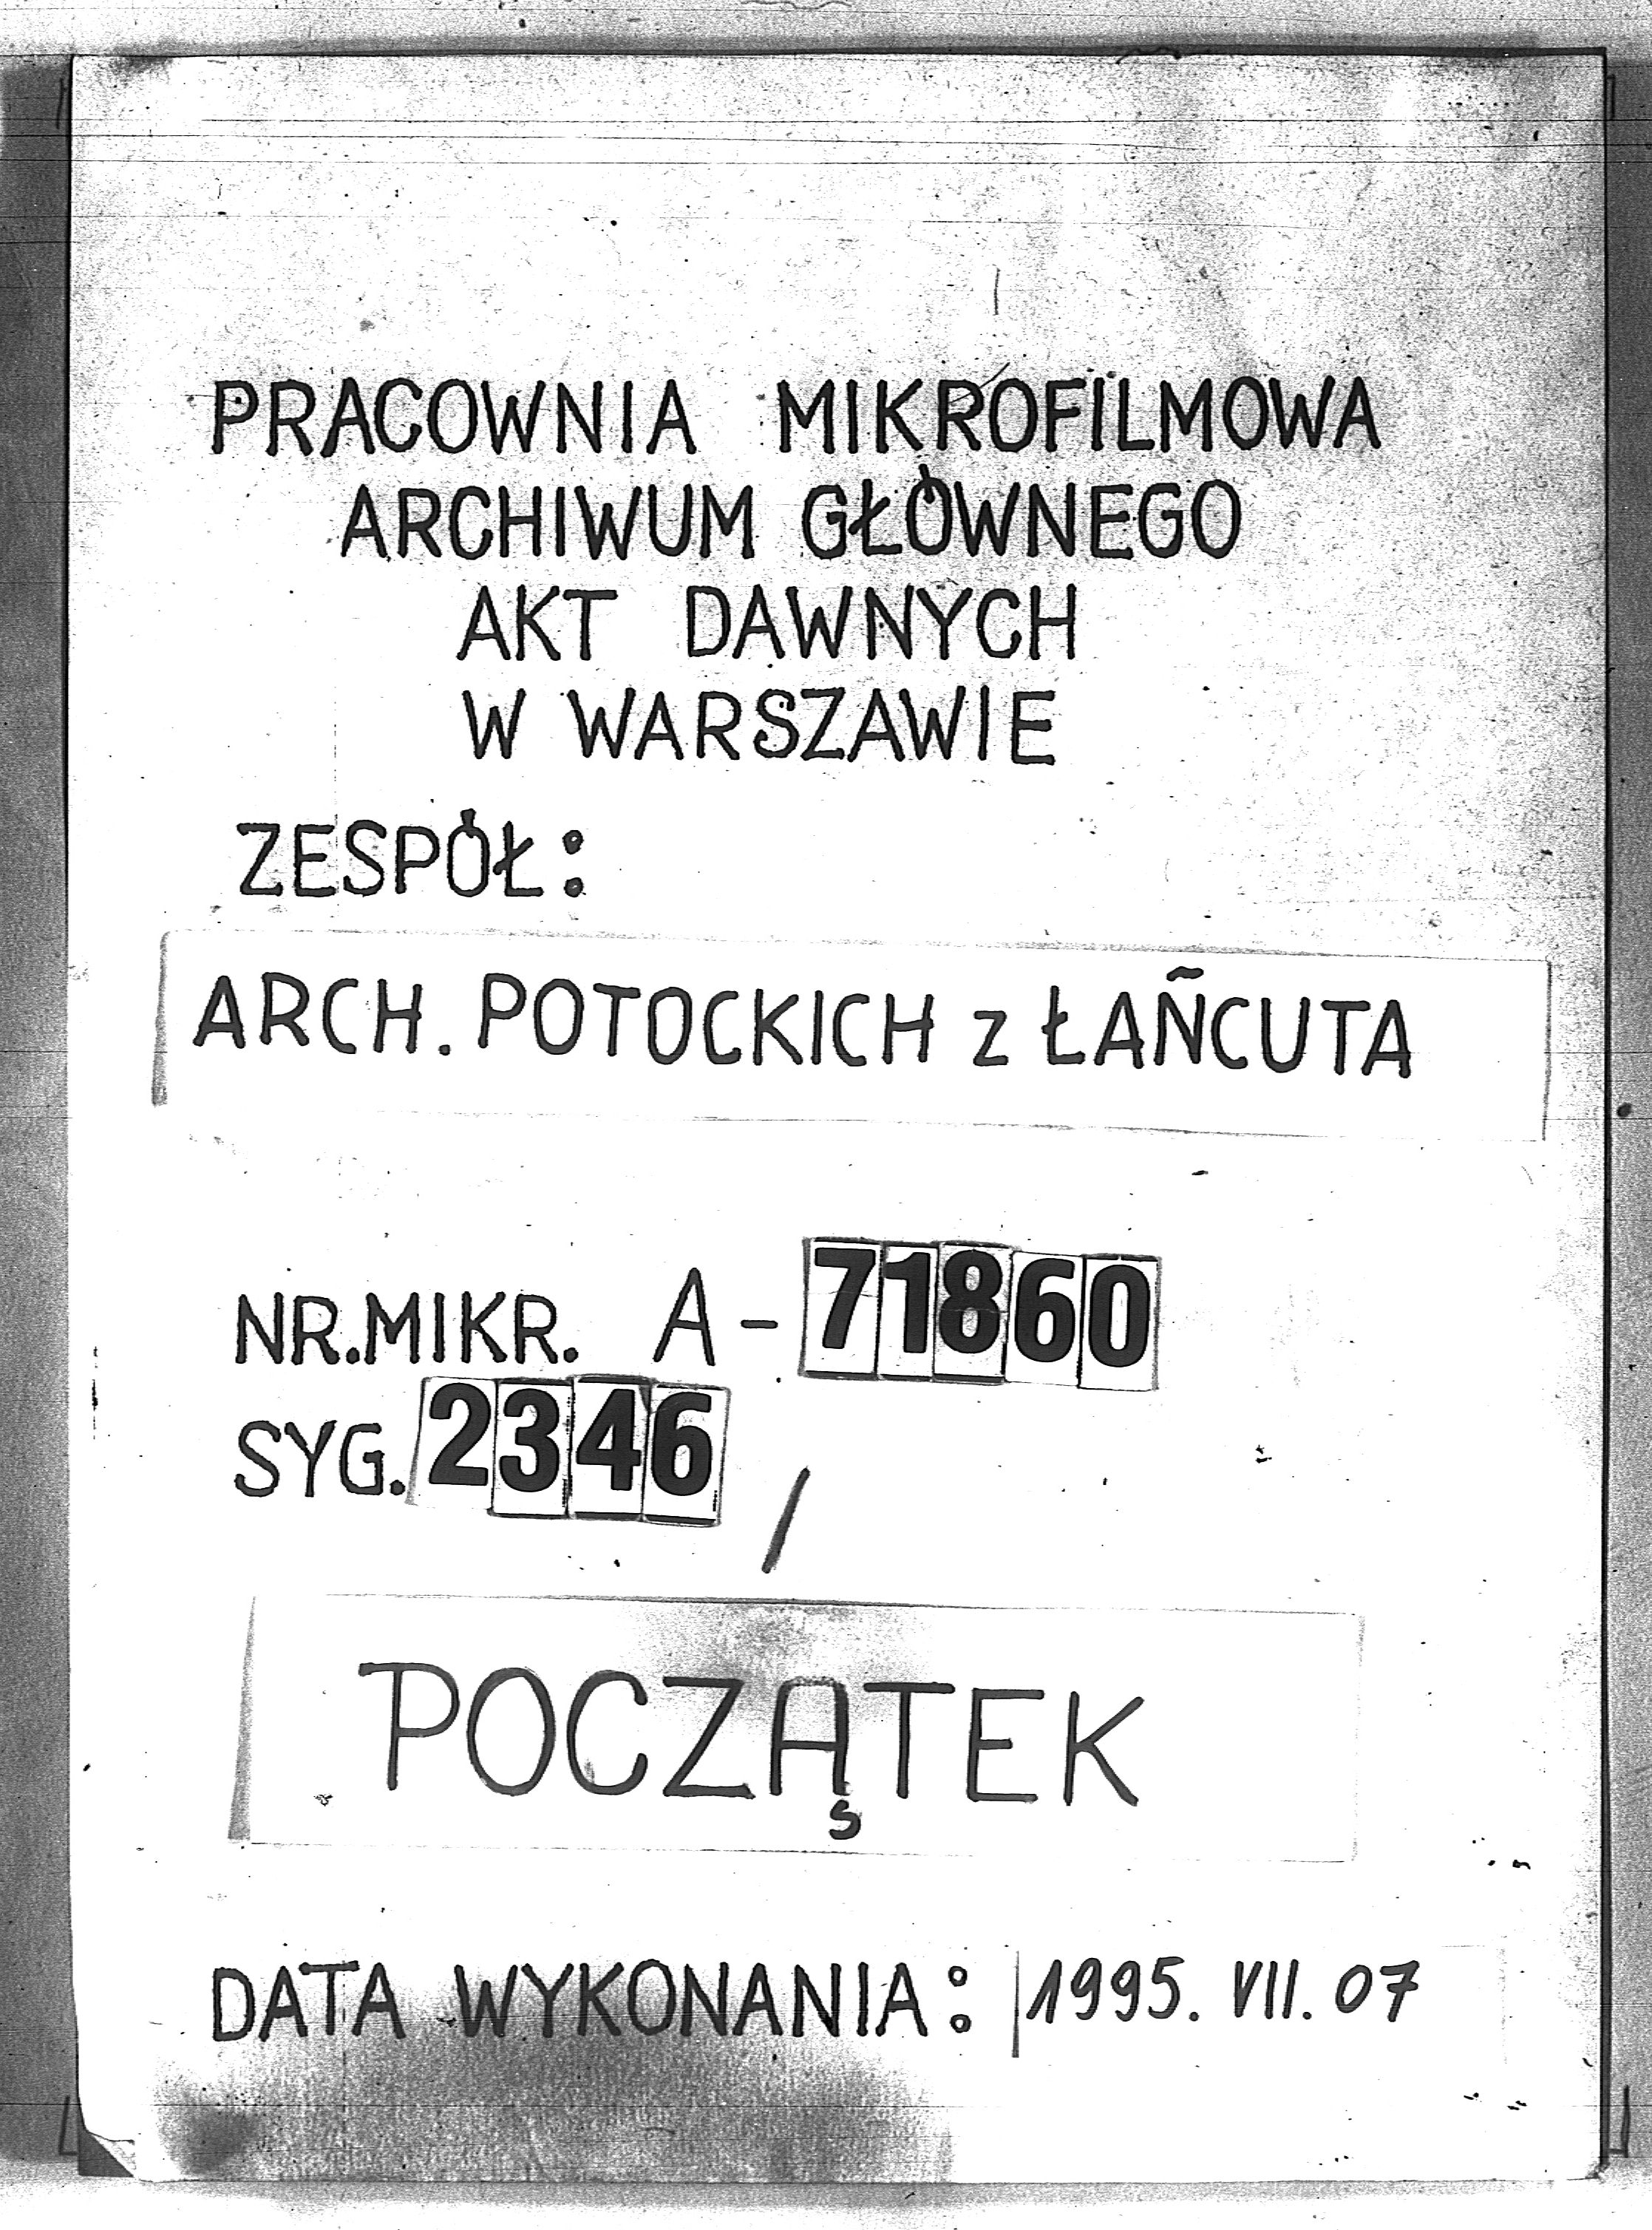 PRACOWNIA MIKROFILMOWA
ARCHIWUM GŁÓWNEGO
AKT DAWNYCH
W WARSZAWIE
ZESPÓŁ:
ARCH. POTOCKICH z ŁAŃCUTA
NR.MIKR. A-71860
SYG. 2346 /
POCZĄTEK
DATA WYKONANIA: 1995. VII. 07